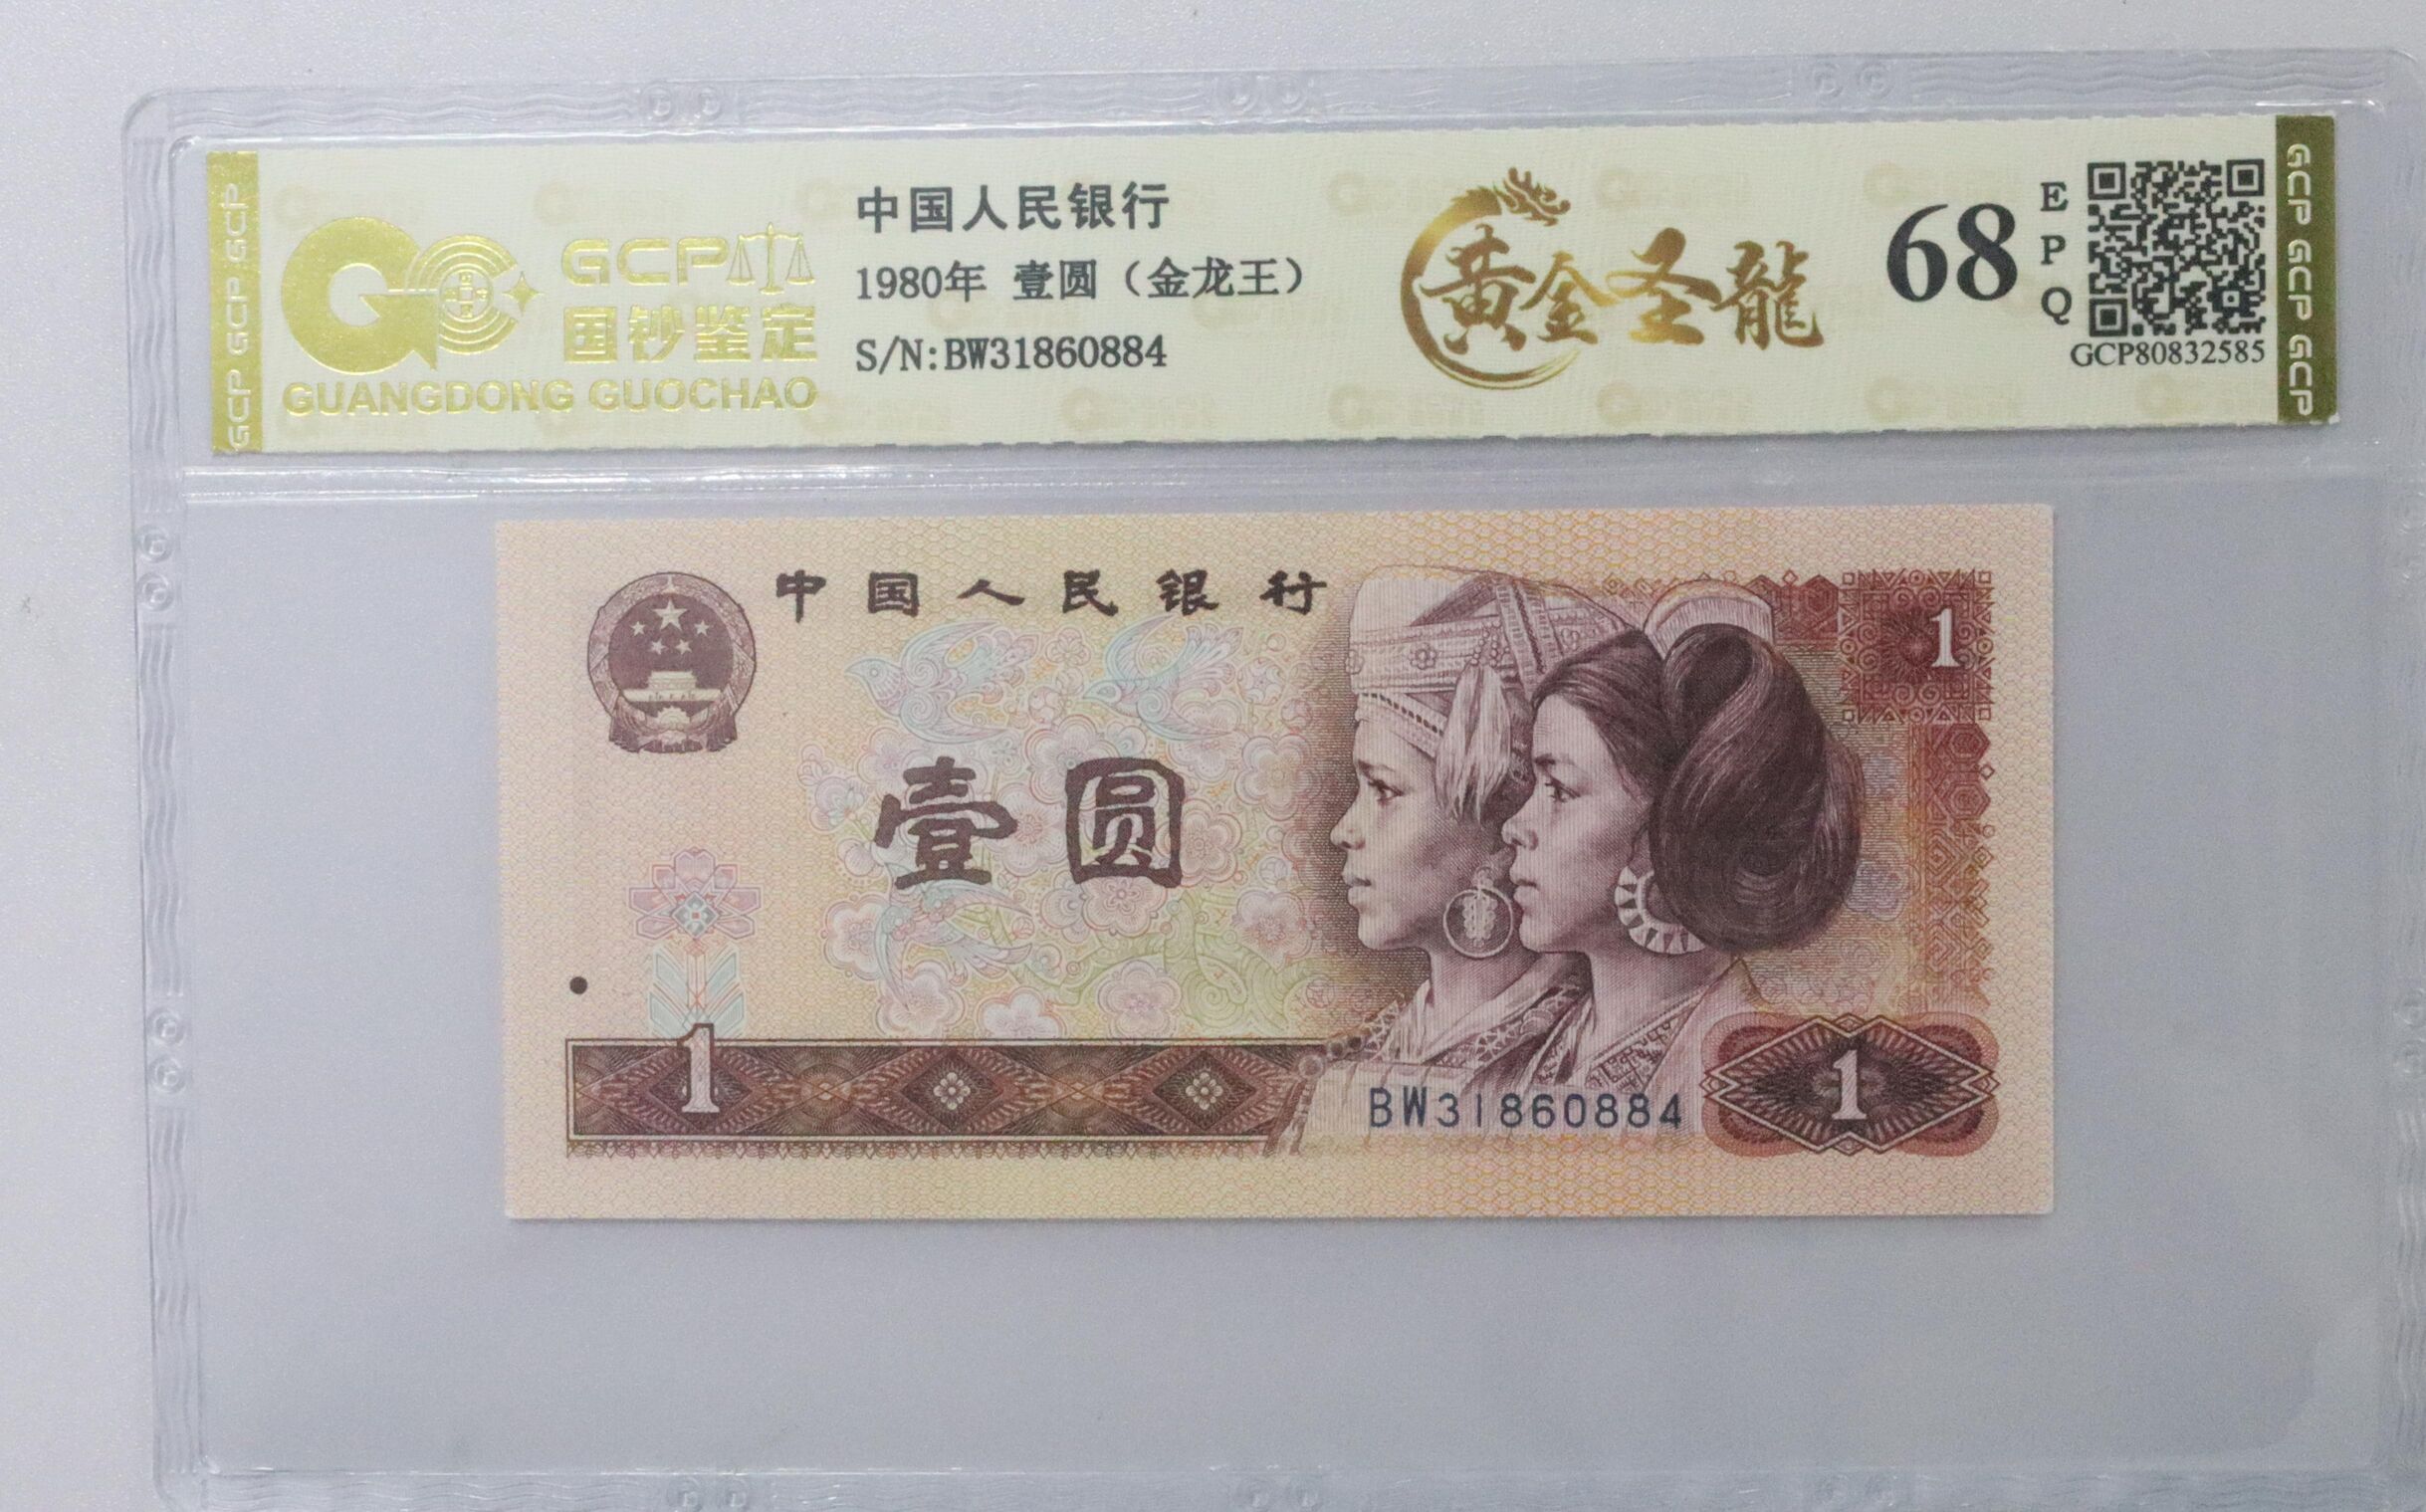 GCP GCP GCP
GCP
国钞鉴定
GUANGDONG GUOCHAO
中国人民银行
1980年 壹圆（金龙王）
S/N:BW31860884
黄金圣龍
68
EPQ
GCP80832585
GCP GCP GCP
中国人民银行
1
壹圆
1
BW31860884
1